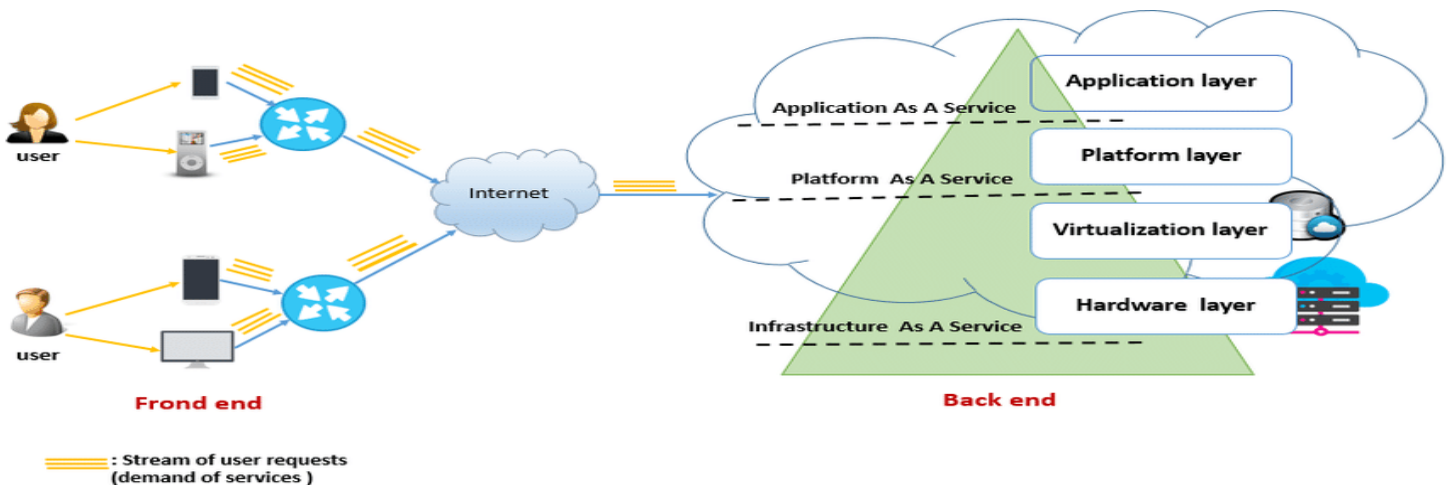 user
user
Frond end
: Stream of user requests
(demand of services )
Internet
Application As A Service
Platform As A Service
Infrastructure As A Service
Application layer
Platform layer
Virtualization layer
Hardware layer
Back end